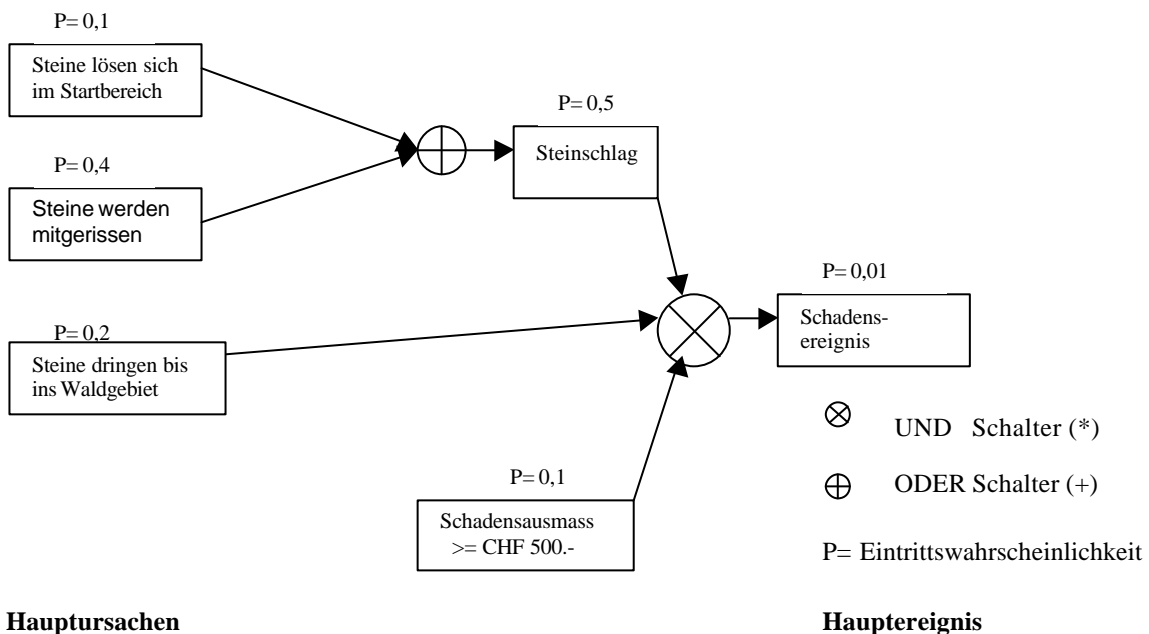 P= 0,1
Steine lösen sich
im Startbereich
P= 0,5
Steinschlag
P= 0,4
Steine werden
mitgerissen
P= 0,01
Schadens-
ereignis
P= 0,2
Steine dringen bis
ins Waldgebiet
UND Schalter (*)
P= 0,1
ODER Schalter (+)
Schadensausmass
>= CHF 500.-
P= Eintrittswahrscheinlichkeit
Hauptursachen
Hauptereignis